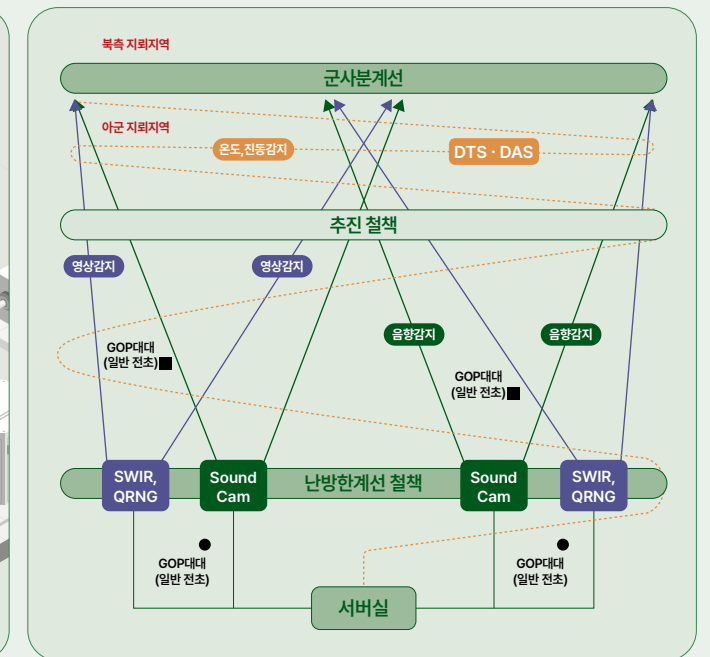 북측 지뢰지역
군사분계선
아군 지뢰지역
온도,진동감지
DTS · DAS
추진 철책
영상감지
영상감지
음향감지
음향감지
GOP대대
(일반 전초)
GOP대대
(일반 전초)
SWIR,
QRNG
Sound
Cam
난방한계선 철책
Sound
Cam
SWIR,
QRNG
GOP대대
(일반 전초)
GOP대대
(일반 전초)
서버실